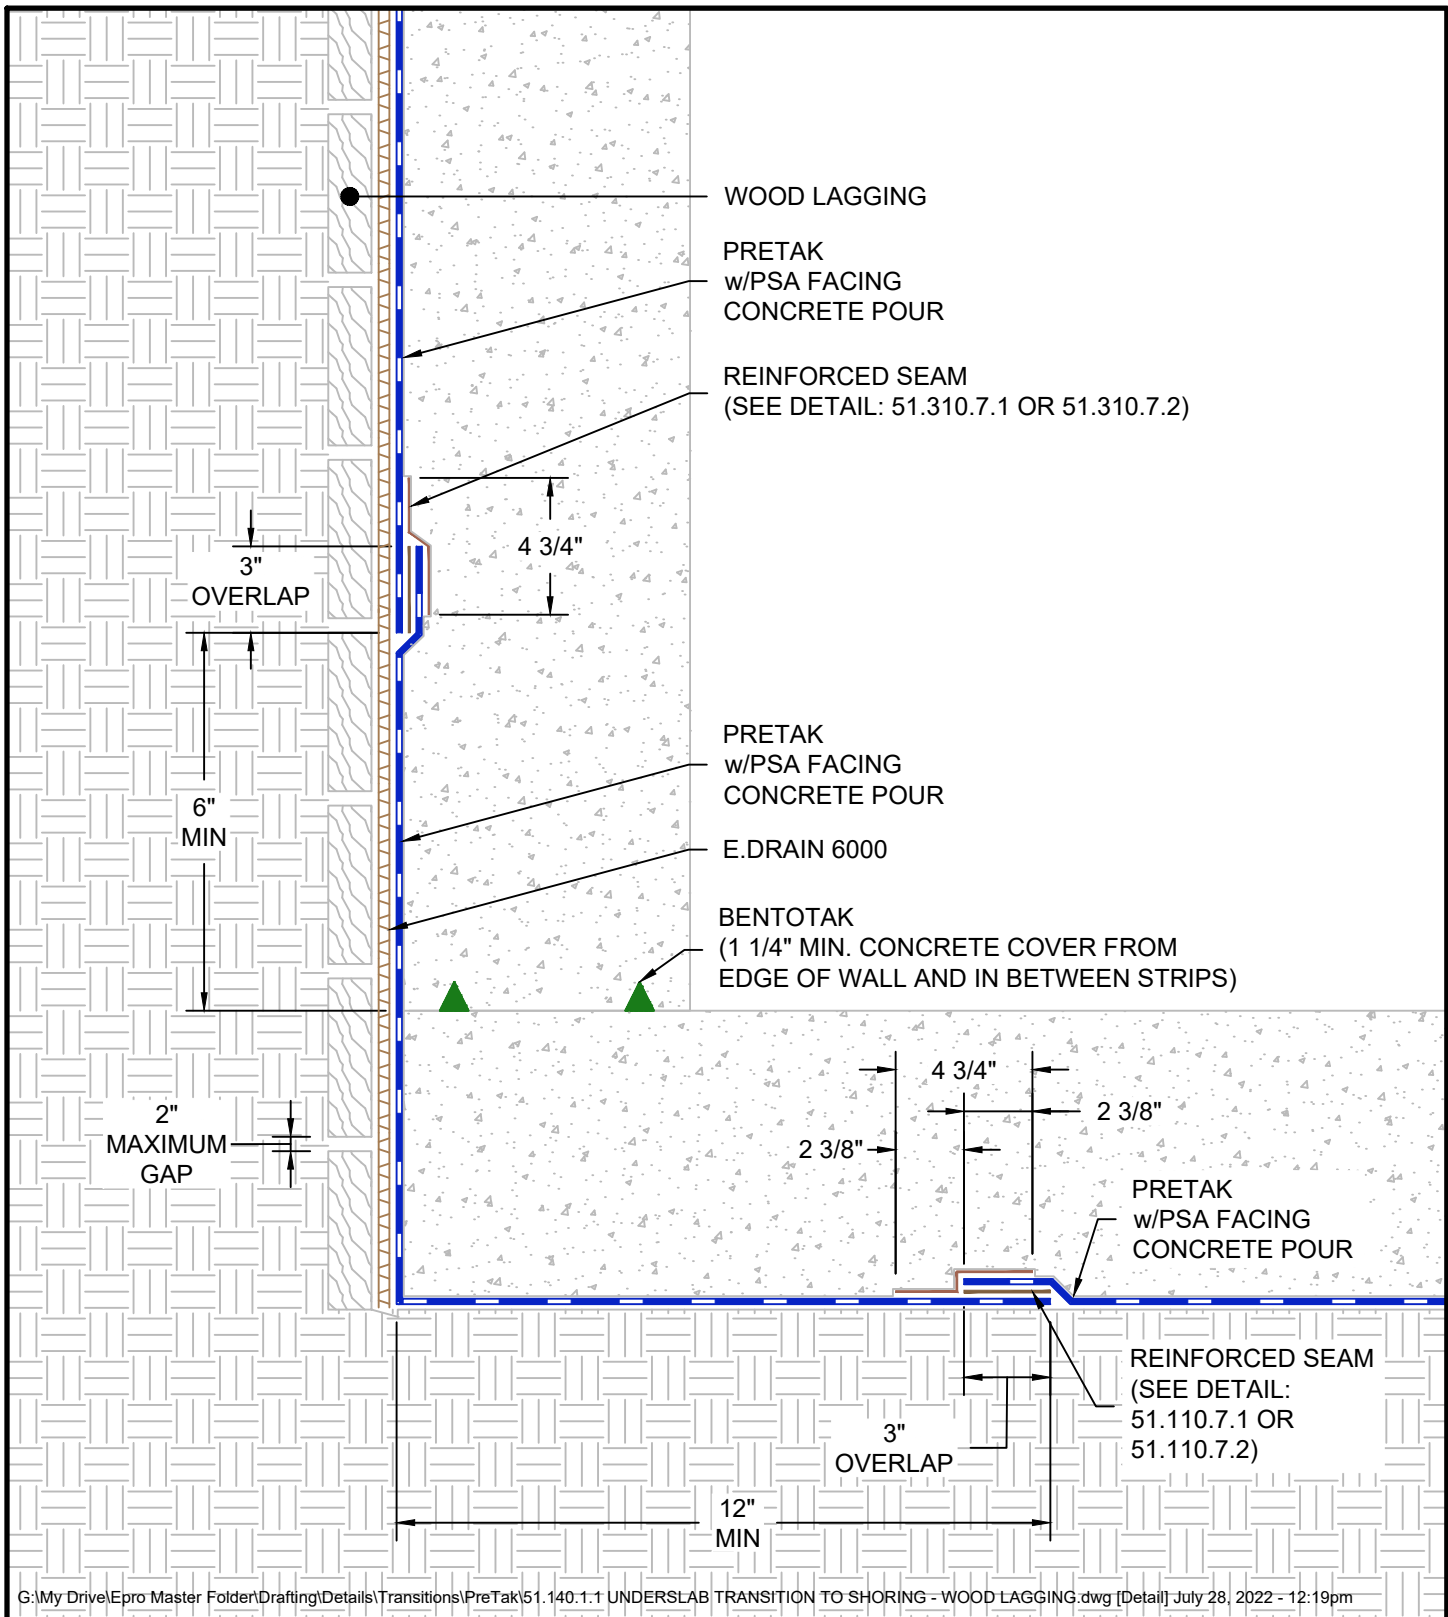 WOOD LAGGING
PRETAK
w/PSA FACING
CONCRETE POUR
REINFORCED SEAM
(SEE DETAIL: 51.310.7.1 OR 51.310.7.2)
4 3/4"
3"
OVERLAP
6"
MIN
PRETAK
w/PSA FACING
CONCRETE POUR
E.DRAIN 6000
BENTOTAK
(1 1/4" MIN. CONCRETE COVER FROM
EDGE OF WALL AND IN BETWEEN STRIPS)
2"
MAXIMUM
GAP
4 3/4"
2 3/8"
2 3/8"
PRETAK
w/PSA FACING
CONCRETE POUR
REINFORCED SEAM
(SEE DETAIL:
51.110.7.1 OR
51.110.7.2)
3"
OVERLAP
12"
MIN
G:\My Drive\Epro Master Folder\Drafting\Details\Transitions\PreTak\51.140.1.1 UNDERSLAB TRANSITION TO SHORING - WOOD LAGGING.dwg [Detail] July 28, 2022 - 12:19pm